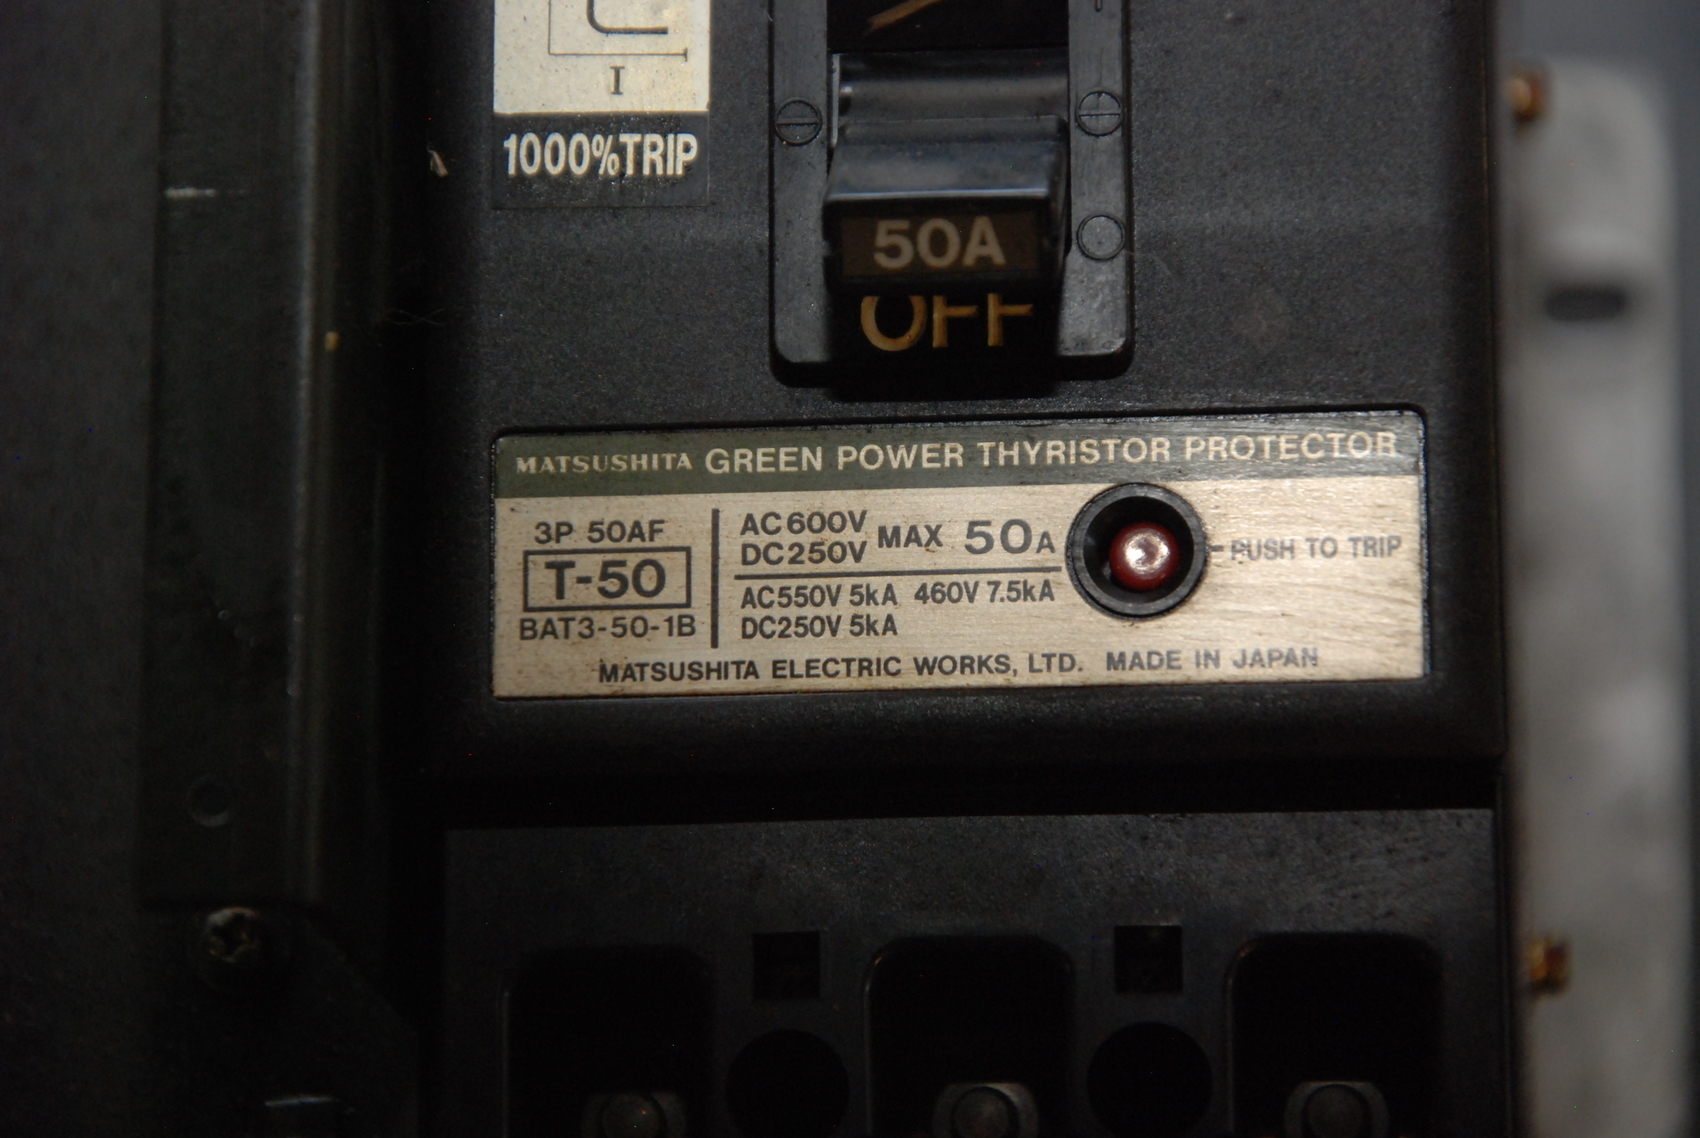 I
1000%TRIP
50A
OFF
MATSUSHITA GREEN POWER THYRISTOR PROTECTOR
3P 50AF
T-50
BAT3-50-1B
AC600V
DC250V
MAX 50A
AC550V 5kA 460V 7.5kA
DC250V 5kA
PUSH TO TRIP
MATSUSHITA ELECTRIC WORKS, LTD. MADE IN JAPAN